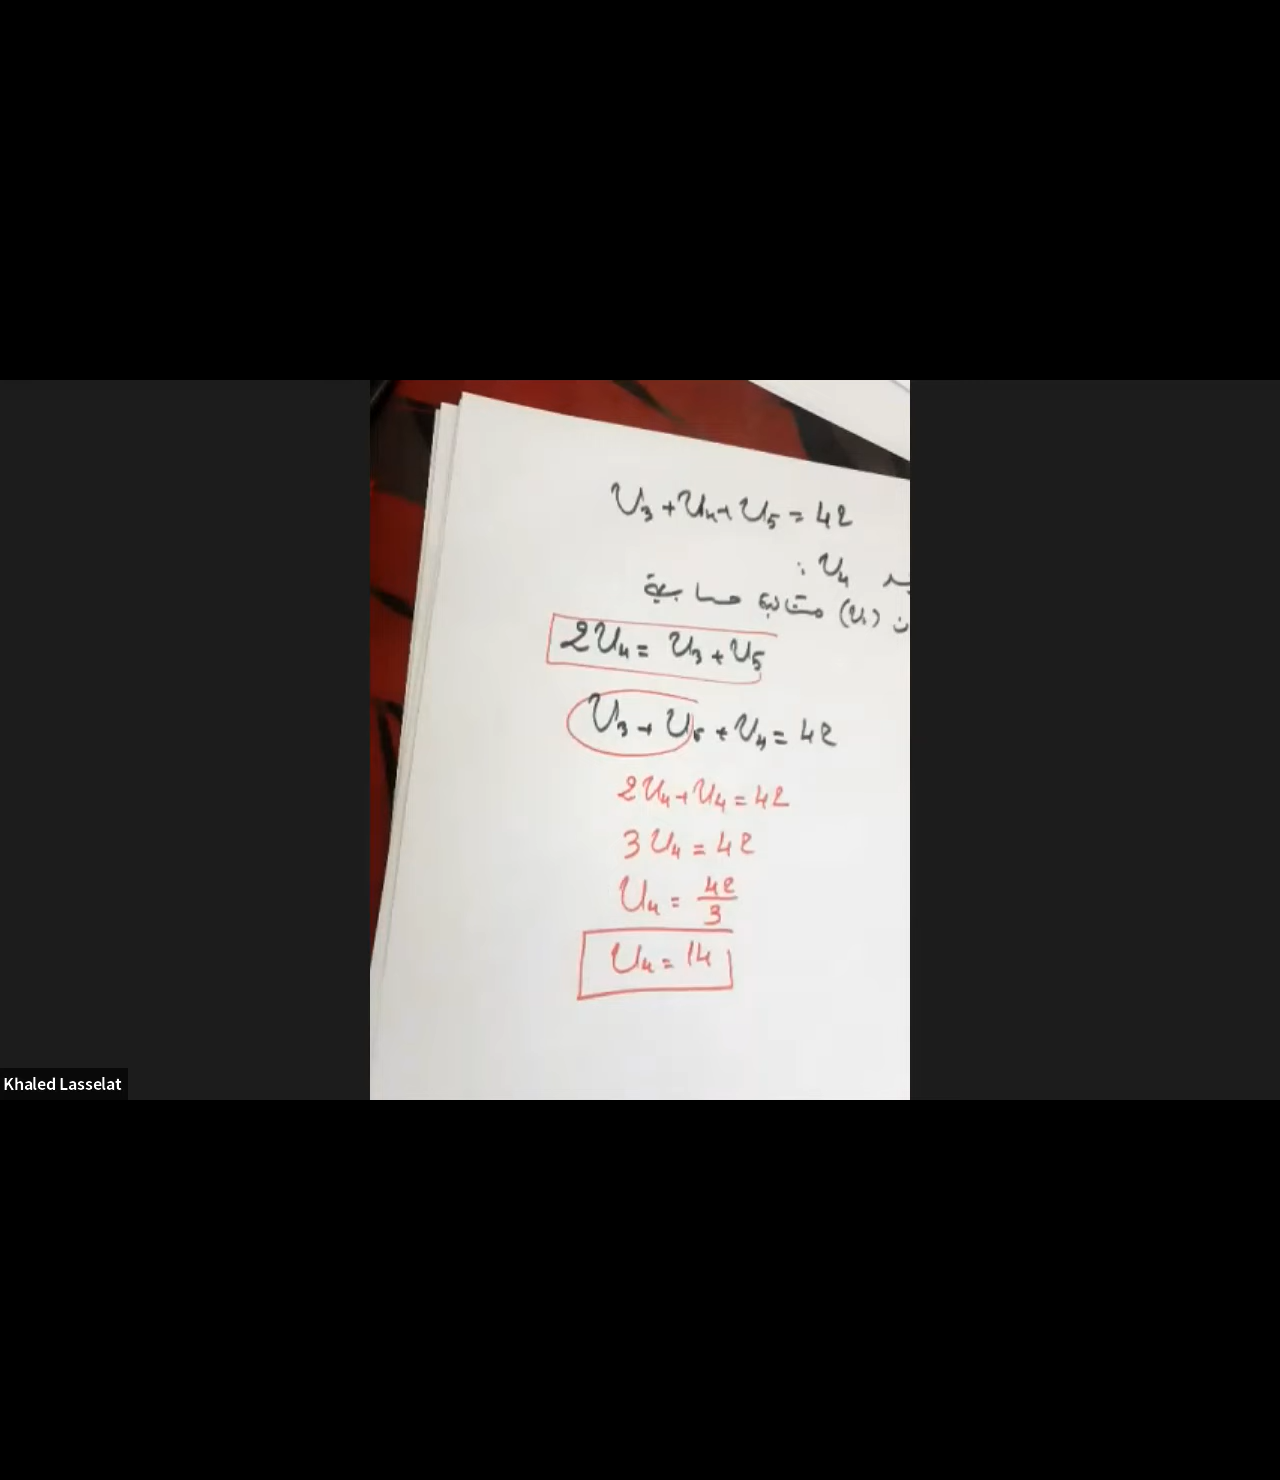 U₃ + U₄ + U₅ = 42
U₄ :
(Uₙ) متتالية حسابية
2U₄ = U₃ + U₅
U₃ + U₅ + U₄ = 42
2U₄ + U₄ = 42
3U₄ = 42
U₄ = 42/3
U₄ = 14
Khaled Lasselat